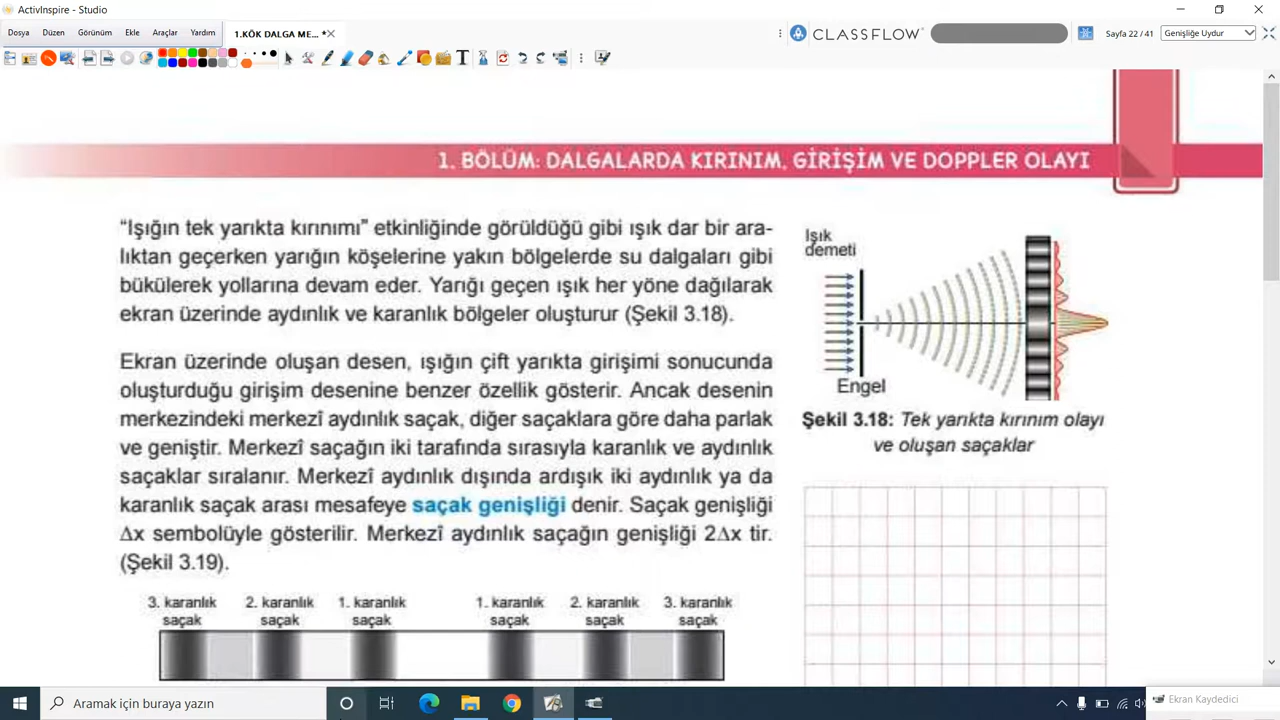 ActivInspire - Studio
Dosya Düzen Görünüm Ekle Araçlar Yardım
1.KÖK DALGA ME... *
CLASSFLOW
Sayfa 22 / 41
Genişliğe Uydur
1. BÖLÜM: DALGALARDA KIRINIM, GİRİŞİM VE DOPPLER OLAYI
“Işığın tek yarıkta kırınımı” etkinliğinde görüldüğü gibi ışık dar bir ara-
lıktan geçerken yarığın köşelerine yakın bölgelerde su dalgaları gibi
bükülerek yollarına devam eder. Yarığı geçen ışık her yöne dağılarak
ekran üzerinde aydınlık ve karanlık bölgeler oluşturur (Şekil 3.18).
Ekran üzerinde oluşan desen, ışığın çift yarıkta girişimi sonucunda
oluşturduğu girişim desenine benzer özellik gösterir. Ancak desenin
merkezindeki merkezî aydınlık saçak, diğer saçaklara göre daha parlak
ve geniştir. Merkezî saçağın iki tarafında sırasıyla karanlık ve aydınlık
saçaklar sıralanır. Merkezî aydınlık dışında ardışık iki aydınlık ya da
karanlık saçak arası mesafeye saçak genişliği denir. Saçak genişliği
Δx sembolüyle gösterilir. Merkezî aydınlık saçağın genişliği 2Δx tir.
(Şekil 3.19).
3. karanlık saçak
2. karanlık saçak
1. karanlık saçak
1. karanlık saçak
2. karanlık saçak
3. karanlık saçak
Işık
demeti
Engel
Şekil 3.18: Tek yarıkta kırınım olayı
ve oluşan saçaklar
Aramak için buraya yazın
Ekran Kaydedici